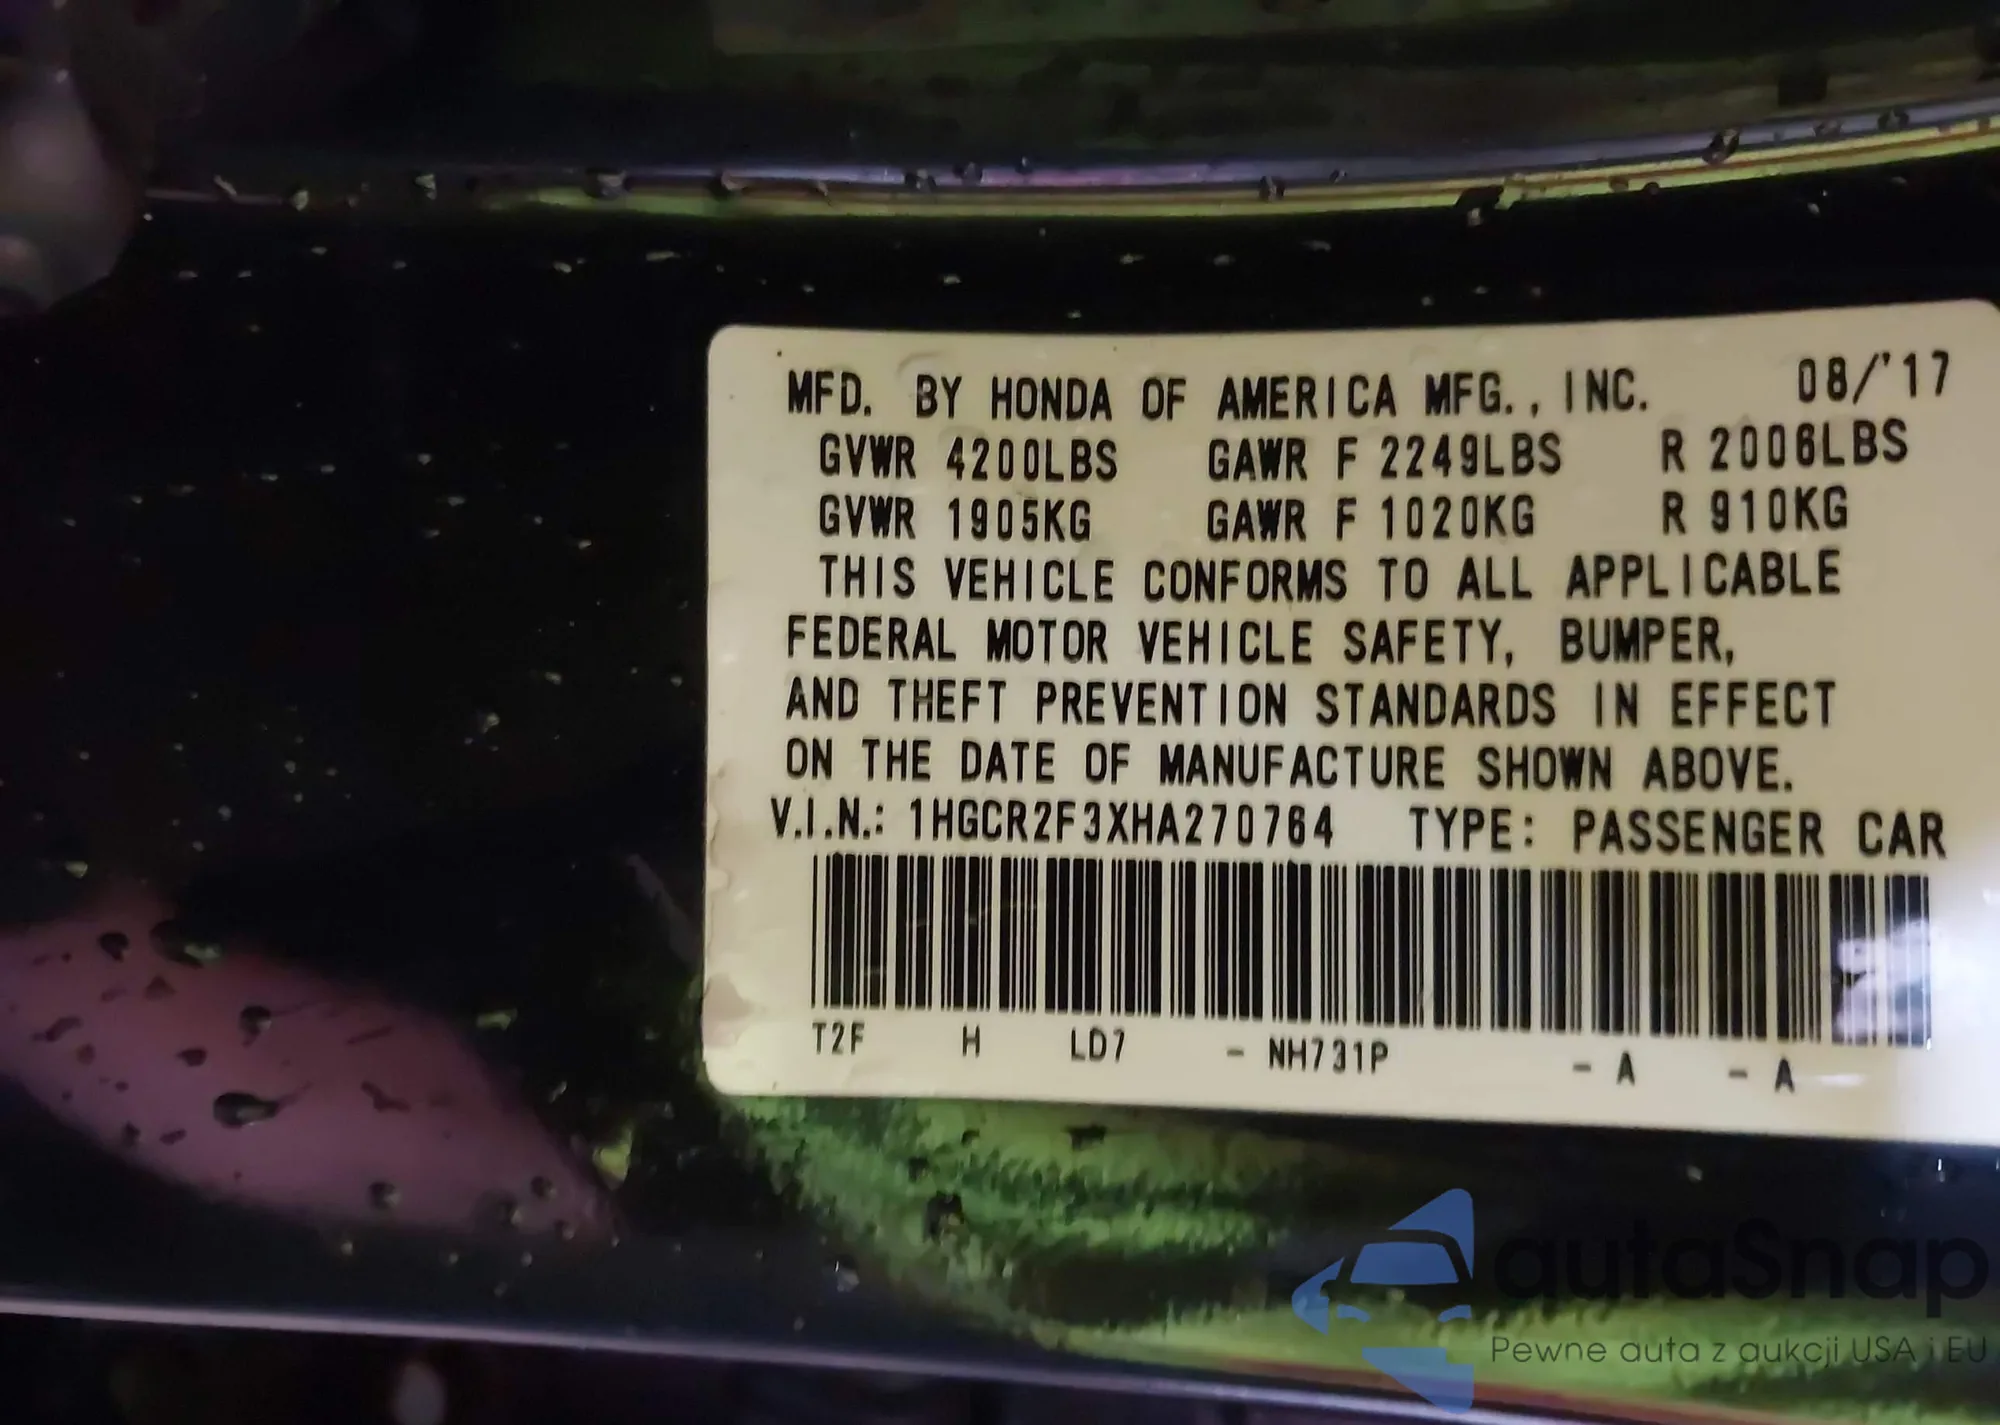 MFD. BY HONDA OF AMERICA MFG., INC. 08/'17
GVWR 4200LBS GAWR F 2249LBS R 2006LBS
GVWR 1905KG GAWR F 1020KG R 910KG
THIS VEHICLE CONFORMS TO ALL APPLICABLE
FEDERAL MOTOR VEHICLE SAFETY, BUMPER,
AND THEFT PREVENTION STANDARDS IN EFFECT
ON THE DATE OF MANUFACTURE SHOWN ABOVE.
V.I.N.: 1HGCR2F3XHA270764 TYPE: PASSENGER CAR
T2F H LD7 - NH731P - A - A
autaSnap
Pewne auta z aukcji USA i EU